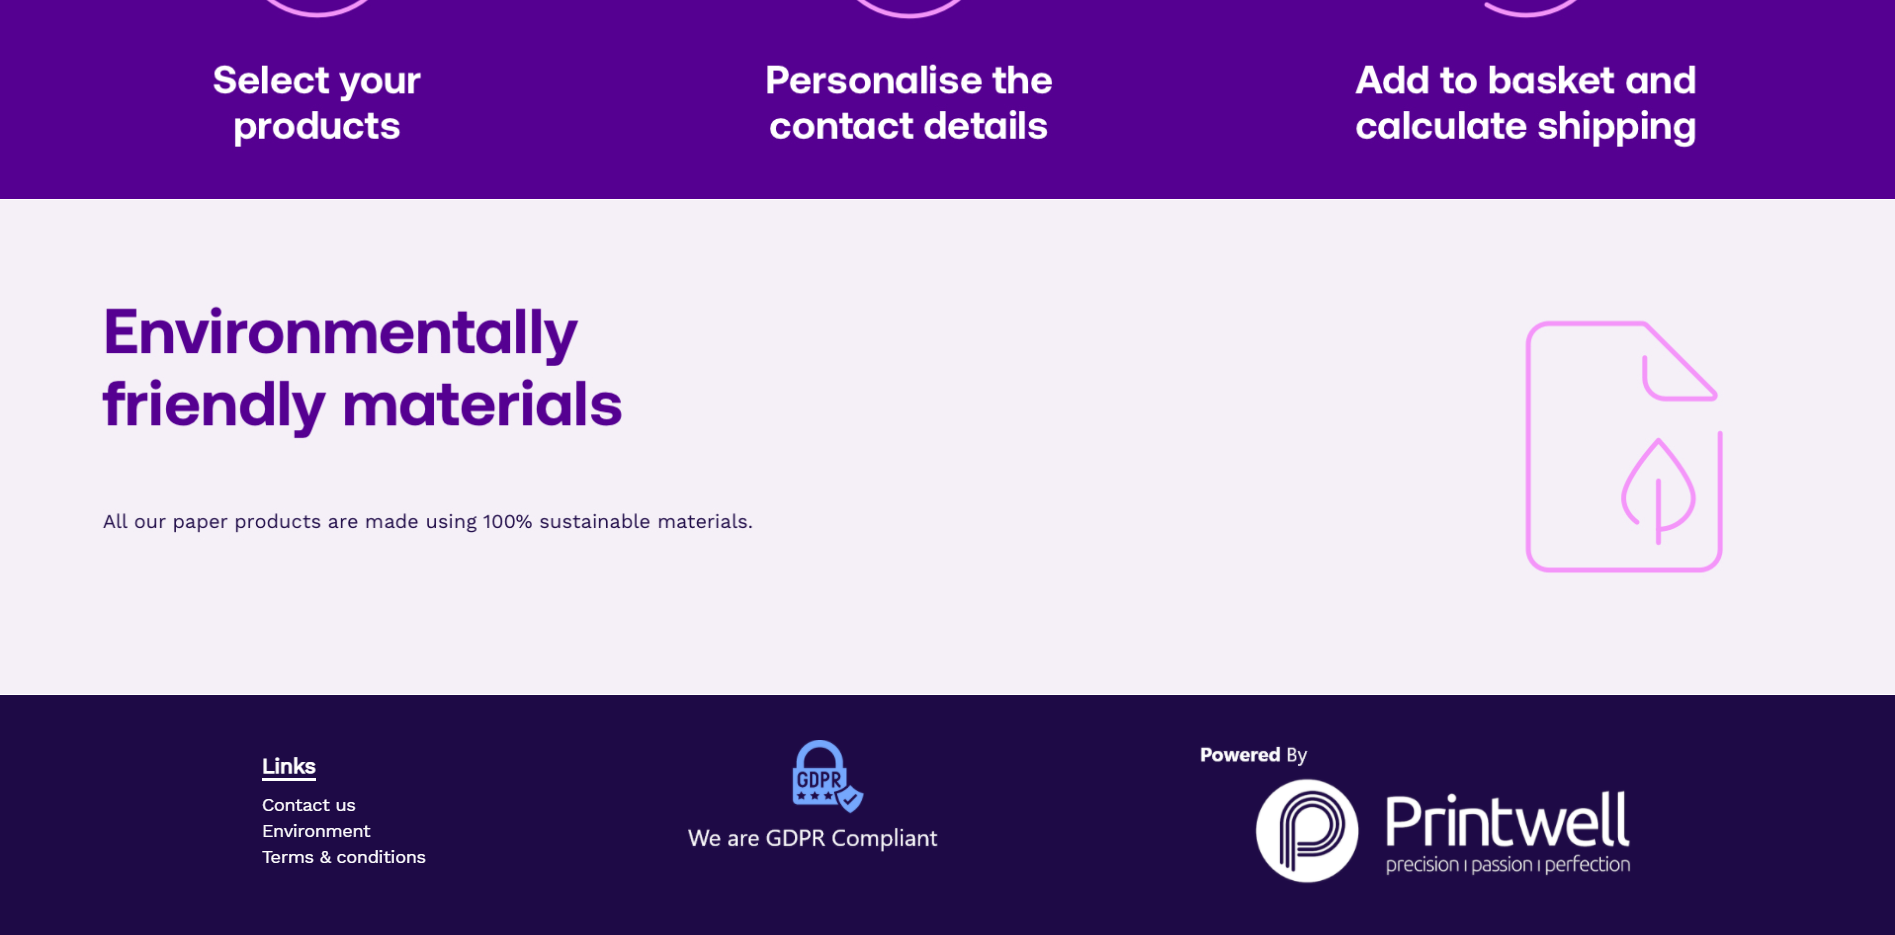 Select your
products
Personalise the
contact details
Add to basket and
calculate shipping
Environmentally
friendly materials
All our paper products are made using 100% sustainable materials.
Links
Contact us
Environment
Terms & conditions
GDPR
We are GDPR Compliant
Powered By
Printwell
precision | passion | perfection